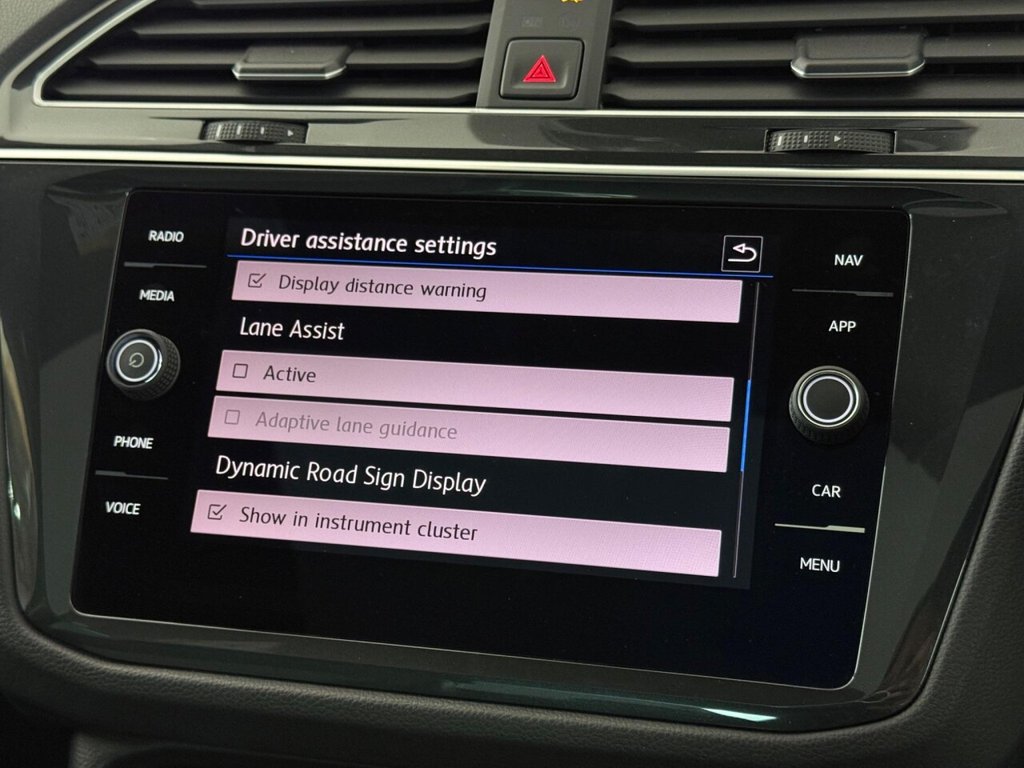 RADIO
MEDIA
PHONE
VOICE
Driver assistance settings
Display distance warning
Lane Assist
Active
Adaptive lane guidance
Dynamic Road Sign Display
Show in instrument cluster
NAV
APP
CAR
MENU